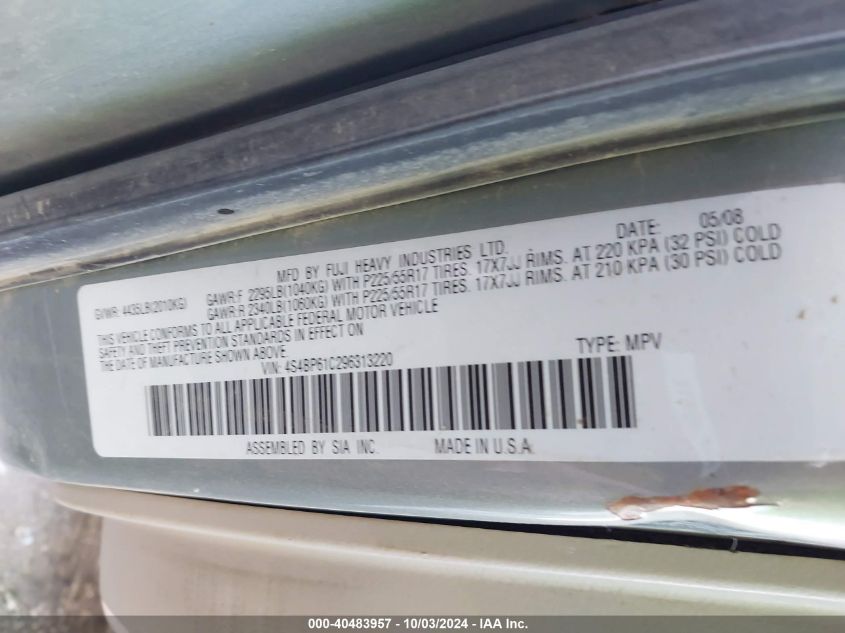 MFD BY FUJI HEAVY INDUSTRIES LTD. DATE: 05/08
GVWR: 4435LB(2010KG) GAWR:F 2295LB(1040KG) WITH P225/55R17 TIRES. 17X7JJ RIMS. AT 220 KPA (32 PSI) COLD
GAWR:R 2340LB(1060KG) WITH P225/55R17 TIRES. 17X7JJ RIMS. AT 210 KPA (30 PSI) COLD
THIS VEHICLE CONFORMS TO ALL APPLICABLE FEDERAL MOTOR VEHICLE
SAFETY AND THEFT PREVENTION STANDARDS IN EFFECT ON
THE DATE OF MANUFACTURE SHOWN ABOVE.
VIN: 4S4BP61C296313220 TYPE: MPV
ASSEMBLED BY SIA INC. MADE IN U.S.A.
000-40483957 - 10/03/2024 - IAA Inc.